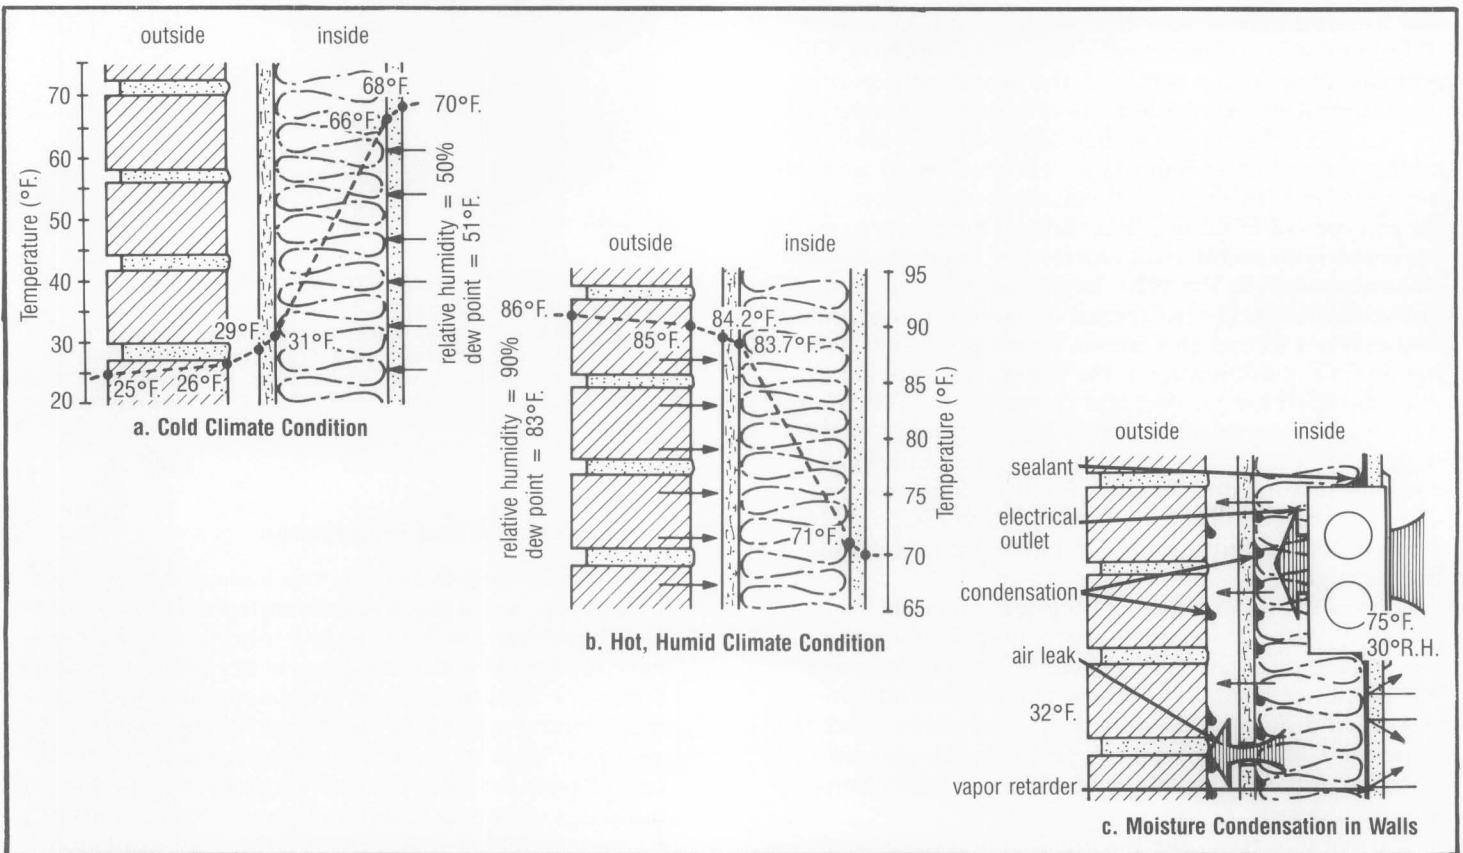 outside inside
Temperature (°F.)
70
60
50
40
30
20
68°F.
66°F.
70°F.
29°F.
31°F.
25°F.
26°F.
relative humidity = 50%
dew point = 51°F.
a. Cold Climate Condition
outside inside
relative humidity = 90%
dew point = 83°F.
86°F.
85°F.
84.2°F.
83.7°F.
71°F.
95
90
85
80
75
70
65
Temperature (°F.)
b. Hot, Humid Climate Condition
outside inside
sealant
electrical
outlet
condensation
air leak
32°F.
vapor retarder
75°F.
30°R.H.
c. Moisture Condensation in Walls